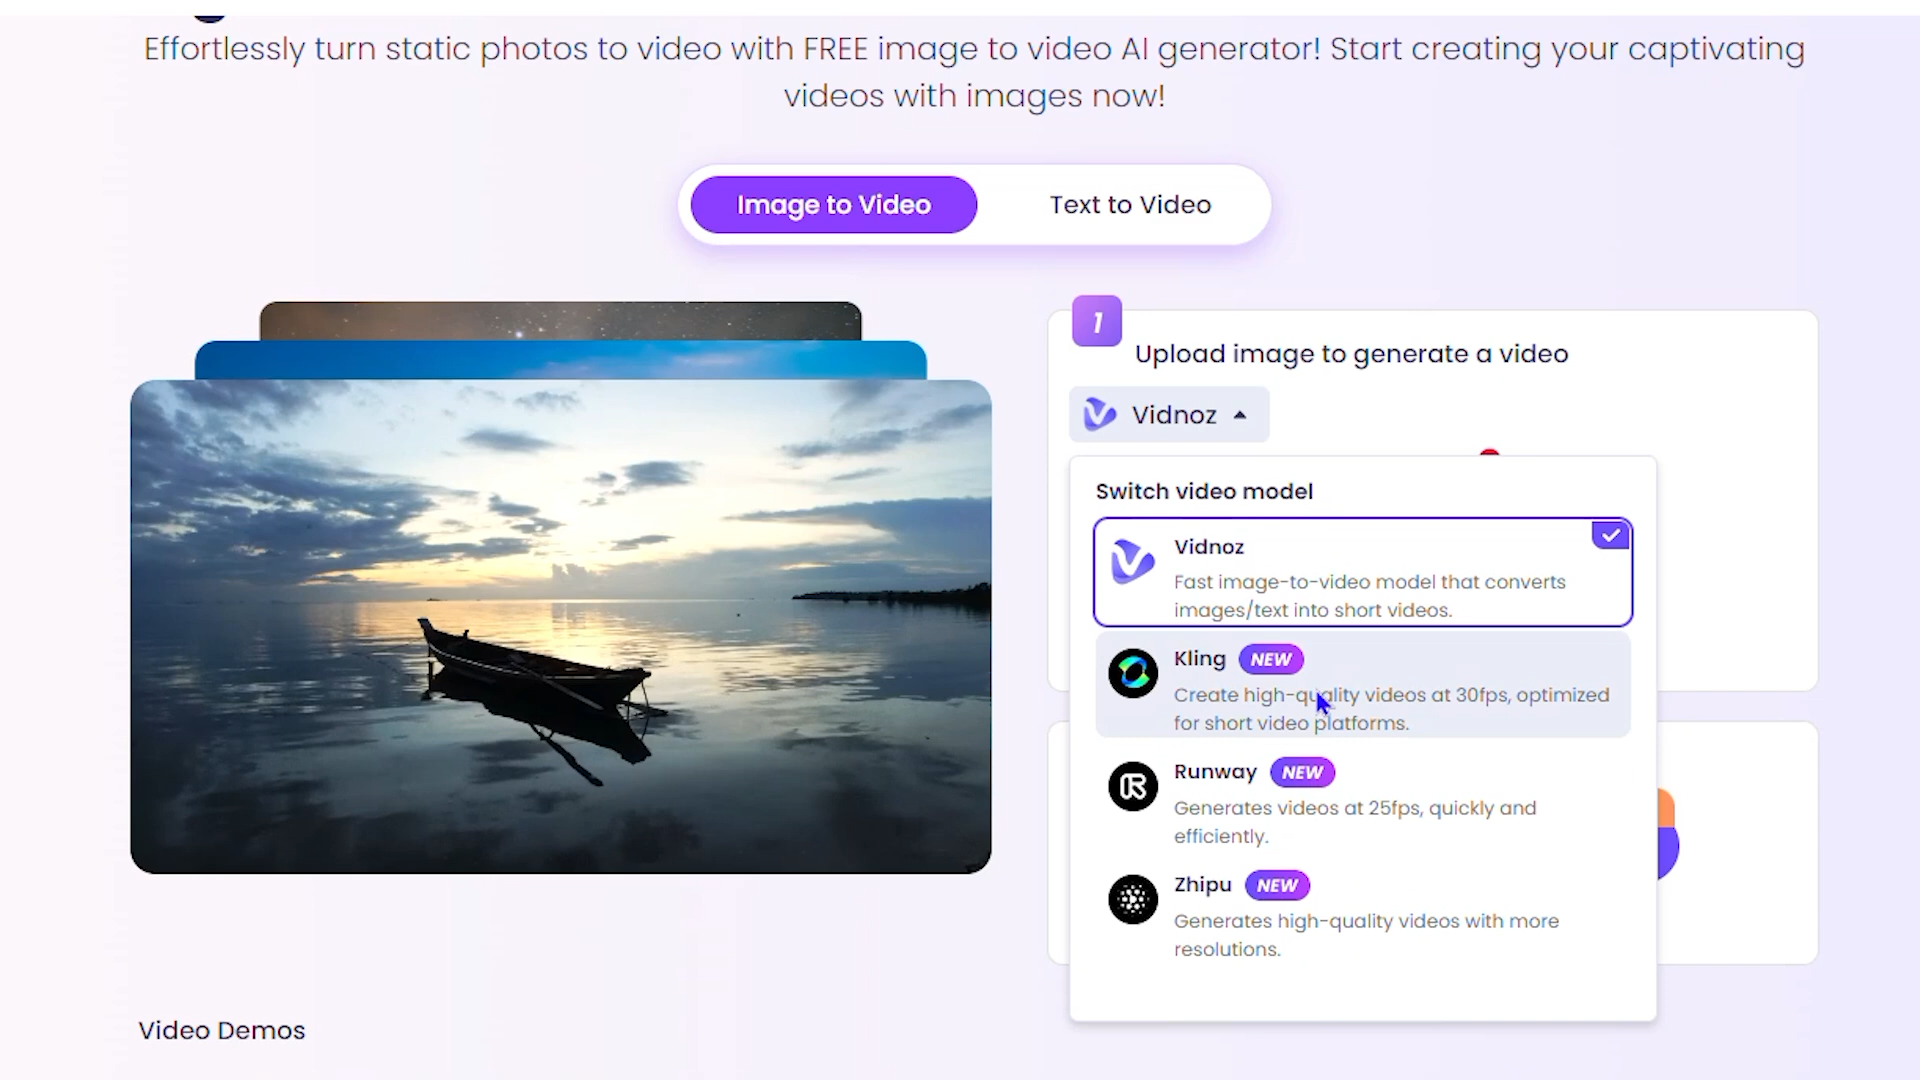 Effortlessly turn static photos to video with FREE image to video AI generator! Start creating your captivating
videos with images now!
Image to Video
Text to Video
1
Upload image to generate a video
Vidnoz
Switch video model
Vidnoz
Fast image-to-video model that converts
images/text into short videos.
Kling NEW
Create high-quality videos at 30fps, optimized
for short video platforms.
Runway NEW
Generates videos at 25fps, quickly and
efficiently.
Zhipu NEW
Generates high-quality videos with more
resolutions.
Video Demos